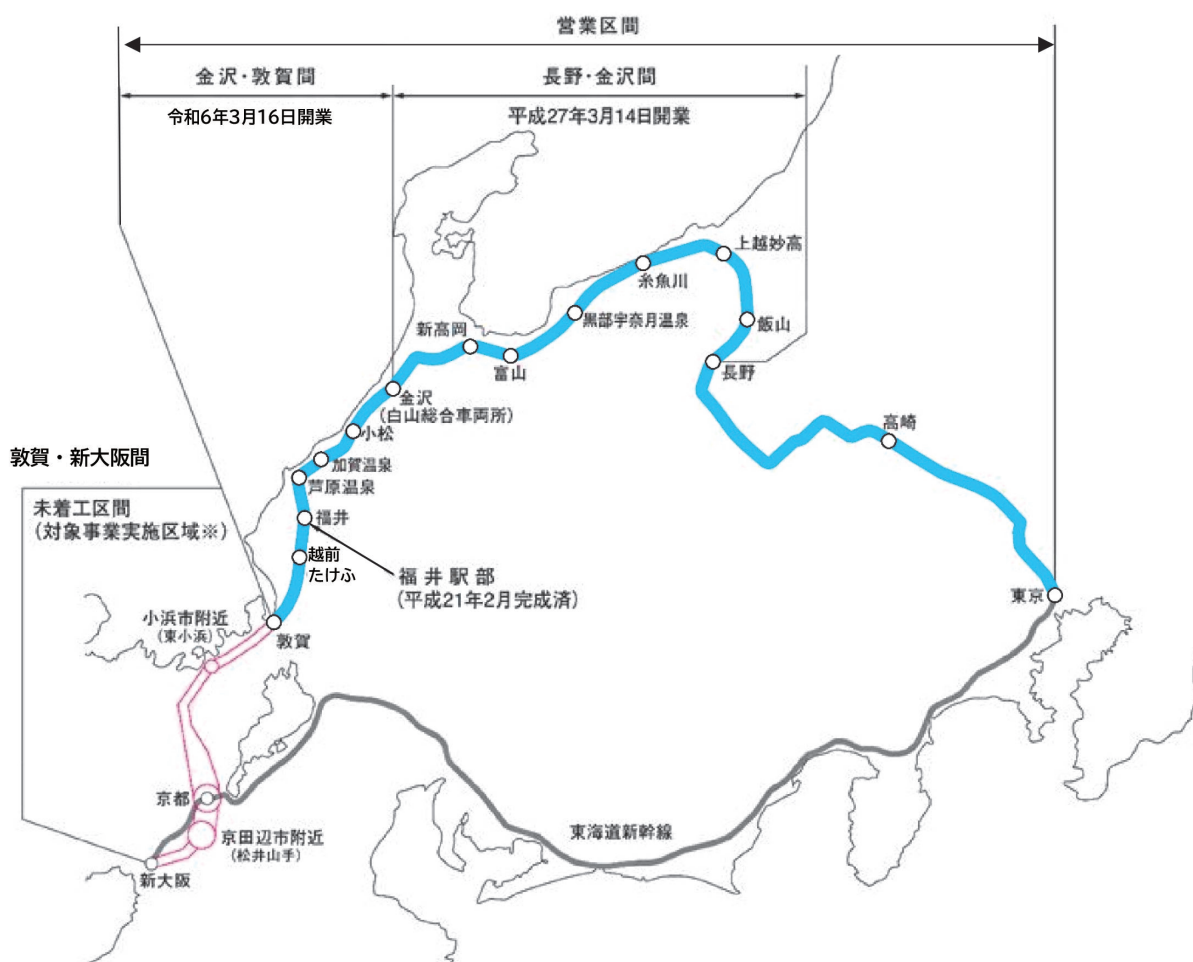 営業区間
金沢・敦賀間
長野・金沢間
令和6年3月16日開業
平成27年3月14日開業
上越妙高
糸魚川
黒部宇奈月温泉
飯山
新高岡
富山
長野
金沢
(白山総合車両所)
高崎
小松
敦賀・新大阪間
加賀温泉
芦原温泉
未着工区間
(対象事業実施区域※)
福井
越前
たけふ
福井駅部
(平成21年2月完成済)
東京
小浜市附近
(東小浜)
敦賀
京都
東海道新幹線
京田辺市附近
(松井山手)
新大阪